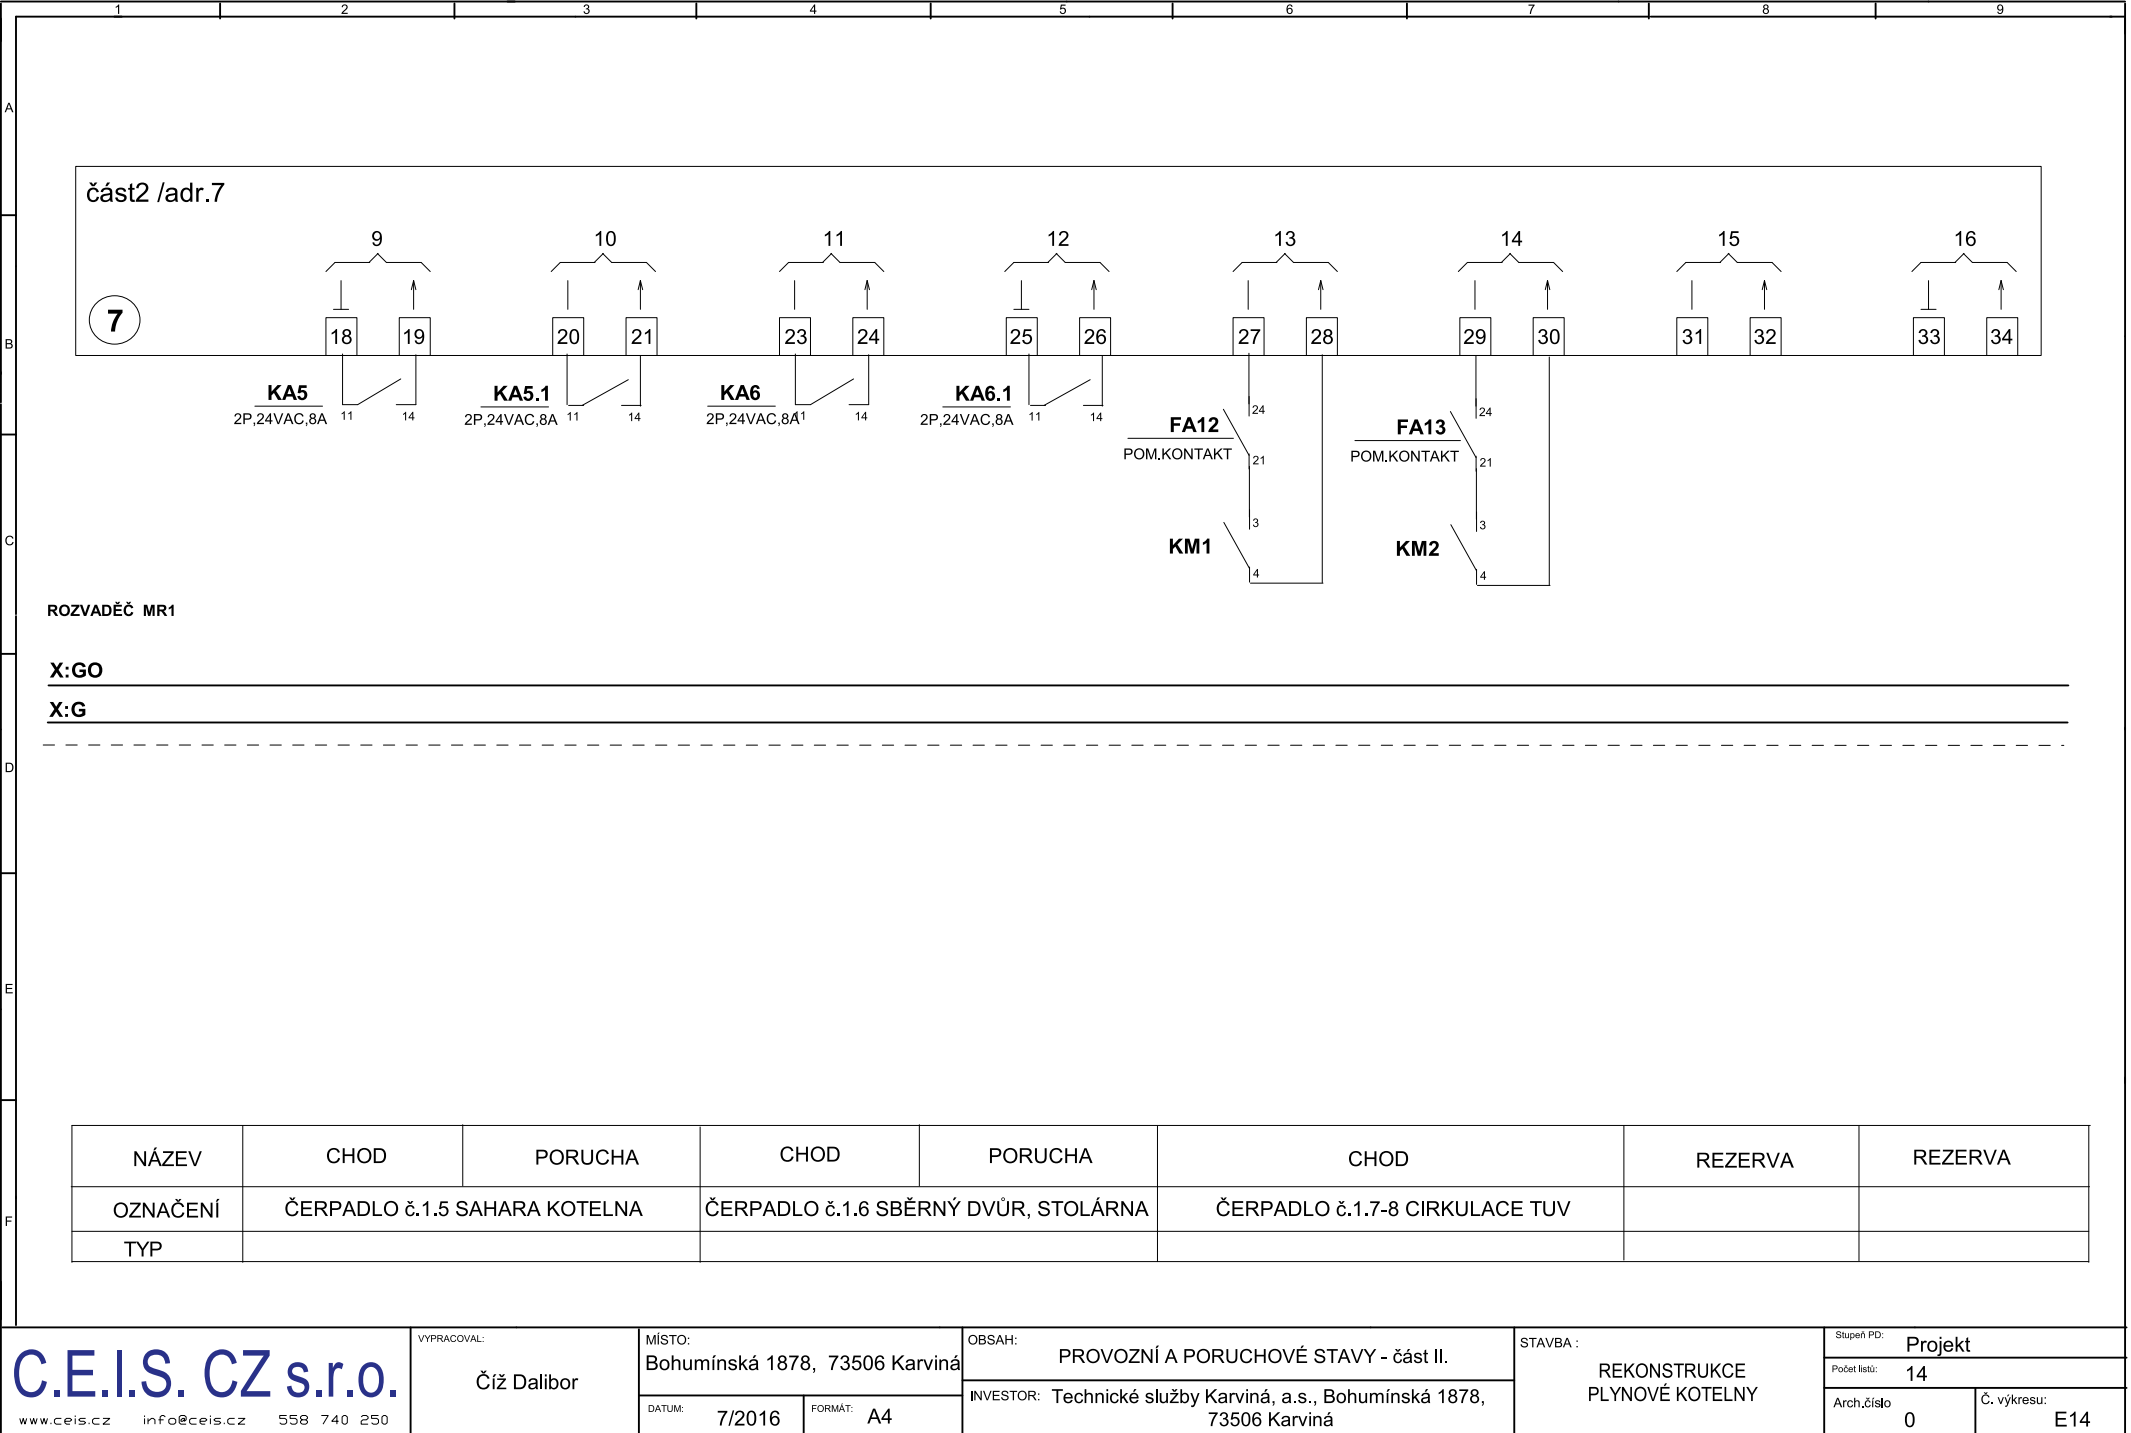 1 2 3 4 5 6 7 8 9
A
část2 /adr.7
9 10 11 12 13 14 15 16
7
B
18 19 20 21 23 24 25 26 27 28 29 30 31 32 33 34
KA5 KA5.1 KA6 KA6.1
2P,24VAC,8A 11 14 2P,24VAC,8A 11 14 2P,24VAC,8A 11 14 2P,24VAC,8A 11 14
24 24
FA12 FA13
POM.KONTAKT 21 POM.KONTAKT 21
3 3
C
KM1 KM2
4 4
ROZVADĚČ MR1
X:GO
X:G
D
E
NÁZEV CHOD PORUCHA CHOD PORUCHA CHOD REZERVA REZERVA
F
OZNAČENÍ ČERPADLO č.1.5 SAHARA KOTELNA ČERPADLO č.1.6 SBĚRNÝ DVŮR, STOLÁRNA ČERPADLO č.1.7-8 CIRKULACE TUV
TYP
C.E.I.S. CZ s.r.o.
www.ceis.cz info@ceis.cz 558 740 250
VYPRACOVAL:
Číž Dalibor
MÍSTO:
Bohumínská 1878, 73506 Karviná
DATUM: 7/2016
FORMÁT: A4
OBSAH:
PROVOZNÍ A PORUCHOVÉ STAVY - část II.
INVESTOR: Technické služby Karviná, a.s., Bohumínská 1878,
73506 Karviná
STAVBA :
REKONSTRUKCE
PLYNOVÉ KOTELNY
Stupeň PD: Projekt
Počet listů: 14
Arch.číslo
0
Č. výkresu:
E14